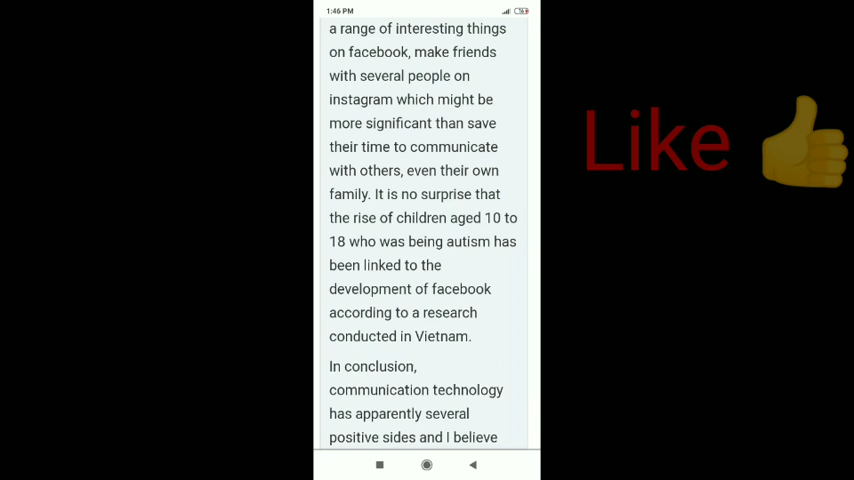 1:46 PM
16
a range of interesting things
on facebook, make friends
with several people on
instagram which might be
more significant than save
their time to communicate
with others, even their own
family. It is no surprise that
the rise of children aged 10 to
18 who was being autism has
been linked to the
development of facebook
according to a research
conducted in Vietnam.
In conclusion,
communication technology
has apparently several
positive sides and I believe
Like 👍